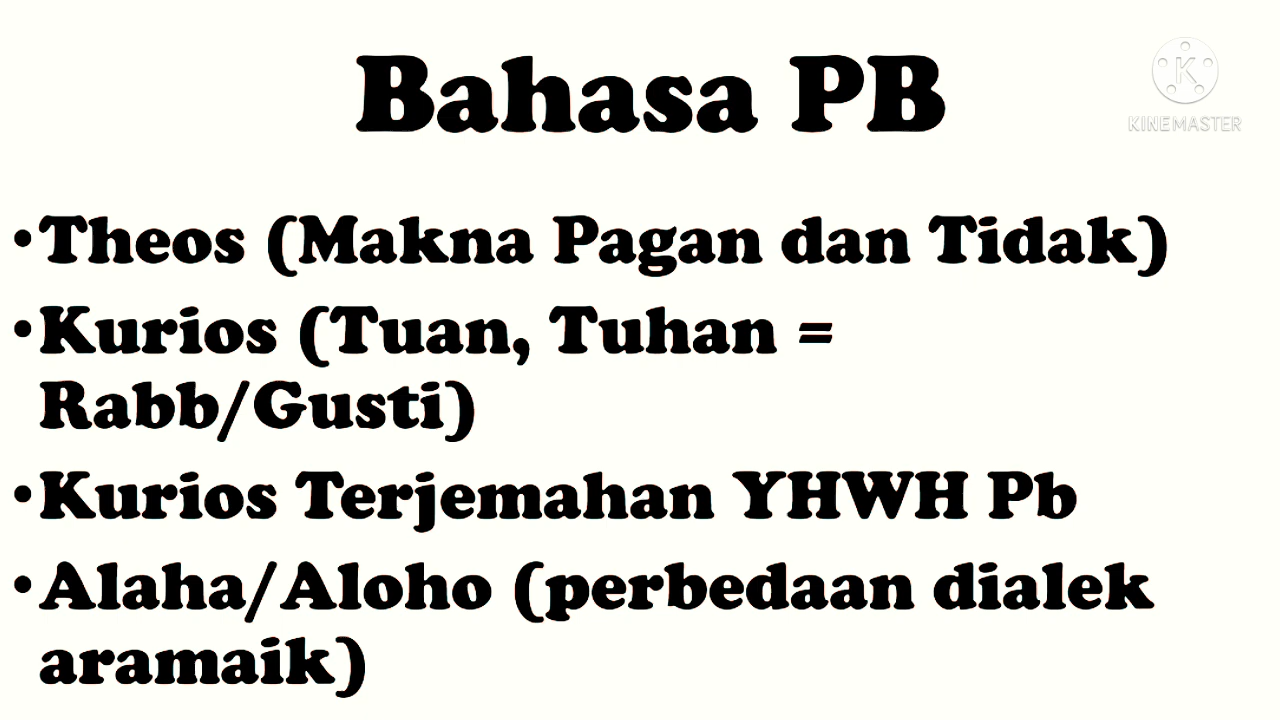 Bahasa PB
KINEMASTER
•Theos (Makna Pagan dan Tidak)
•Kurios (Tuan, Tuhan =
Rabb/Gusti)
•Kurios Terjemahan YHWH Pb
•Alaha/Aloho (perbedaan dialek
aramaik)